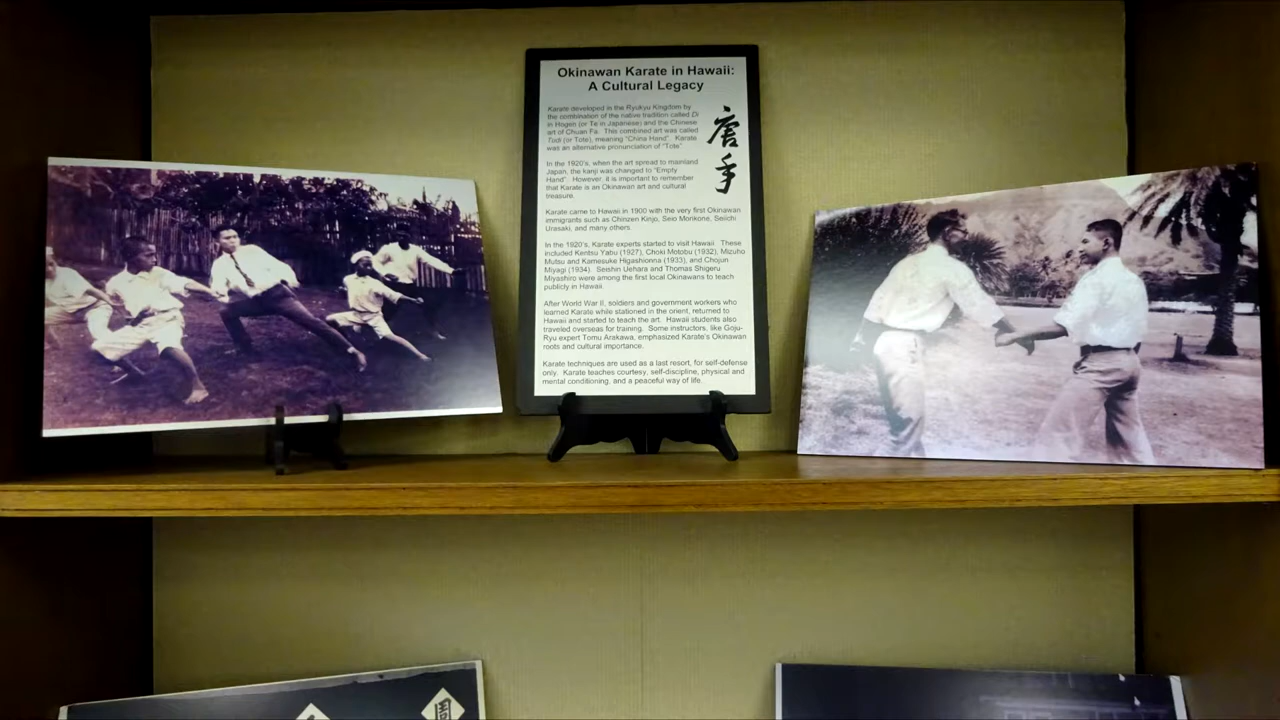 Okinawan Karate in Hawaii:
A Cultural Legacy
Karate developed in the Ryukyu Kingdom by
the combination of the native tradition called Di
in Hogen (or Te in Japanese) and the Chinese
art of Chuan Fa. This combined art was called
Tudi (or Tote), meaning "China Hand". Karate
was an alternative pronunciation of "Tote".
唐手
In the 1920's, when the art spread to mainland
Japan, the kanji was changed to "Empty
Hand". However, it is important to remember
that Karate is an Okinawan art and cultural
treasure.
Karate came to Hawaii in 1900 with the very first Okinawan
immigrants such as Chinzen Kinjo, Seio Morikone, Seiichi
Urasaki, and many others.
In the 1920's, Karate experts started to visit Hawaii. These
included Kentsu Yabu (1927), Choki Motobu (1932), Mizuho
Mutsu and Kamesuke Higashionna (1933), and Chojun
Miyagi (1934). Seishin Uehara and Thomas Shigeru
Miyashiro were among the first local Okinawans to teach
publicly in Hawaii.
After World War II, soldiers and government workers who
learned Karate while stationed in the orient, returned to
Hawaii and started to teach the art. Hawaii students also
traveled overseas for training. Some instructors, like Goju-
Ryu expert Tomu Arakawa, emphasized Karate's Okinawan
roots and cultural importance.
Karate techniques are used as a last resort, for self-defense
only. Karate teaches courtesy, self-discipline, physical and
mental conditioning, and a peaceful way of life.